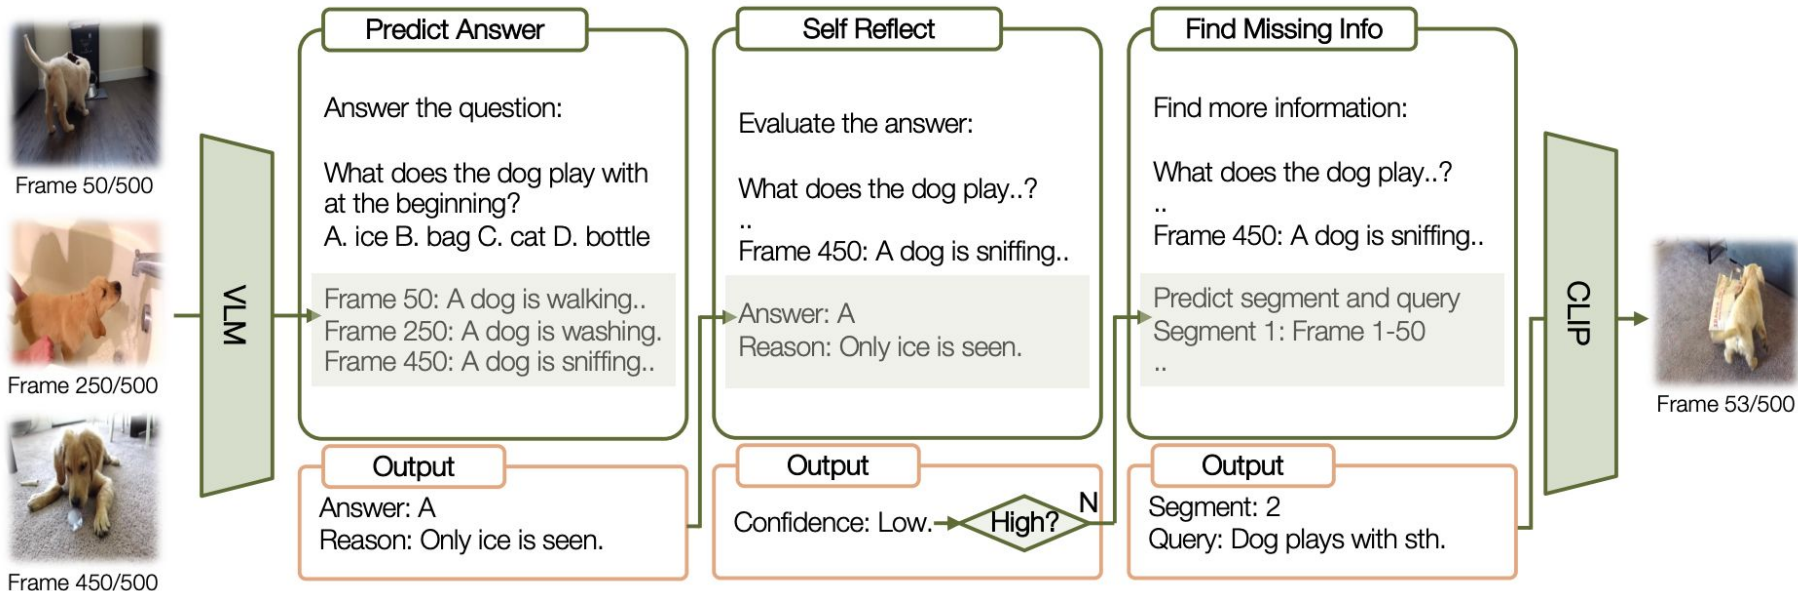 Frame 50/500
Frame 250/500
Frame 450/500
VLM
Predict Answer
Answer the question:
What does the dog play with
at the beginning?
A. ice B. bag C. cat D. bottle
Frame 50: A dog is walking..
Frame 250: A dog is washing.
Frame 450: A dog is sniffing..
Output
Answer: A
Reason: Only ice is seen.
Self Reflect
Evaluate the answer:
What does the dog play..?
..
Frame 450: A dog is sniffing..
Answer: A
Reason: Only ice is seen.
Output
Confidence: Low.
High?
N
Find Missing Info
Find more information:
What does the dog play..?
..
Frame 450: A dog is sniffing..
Predict segment and query
Segment 1: Frame 1-50
..
Output
Segment: 2
Query: Dog plays with sth.
CLIP
Frame 53/500